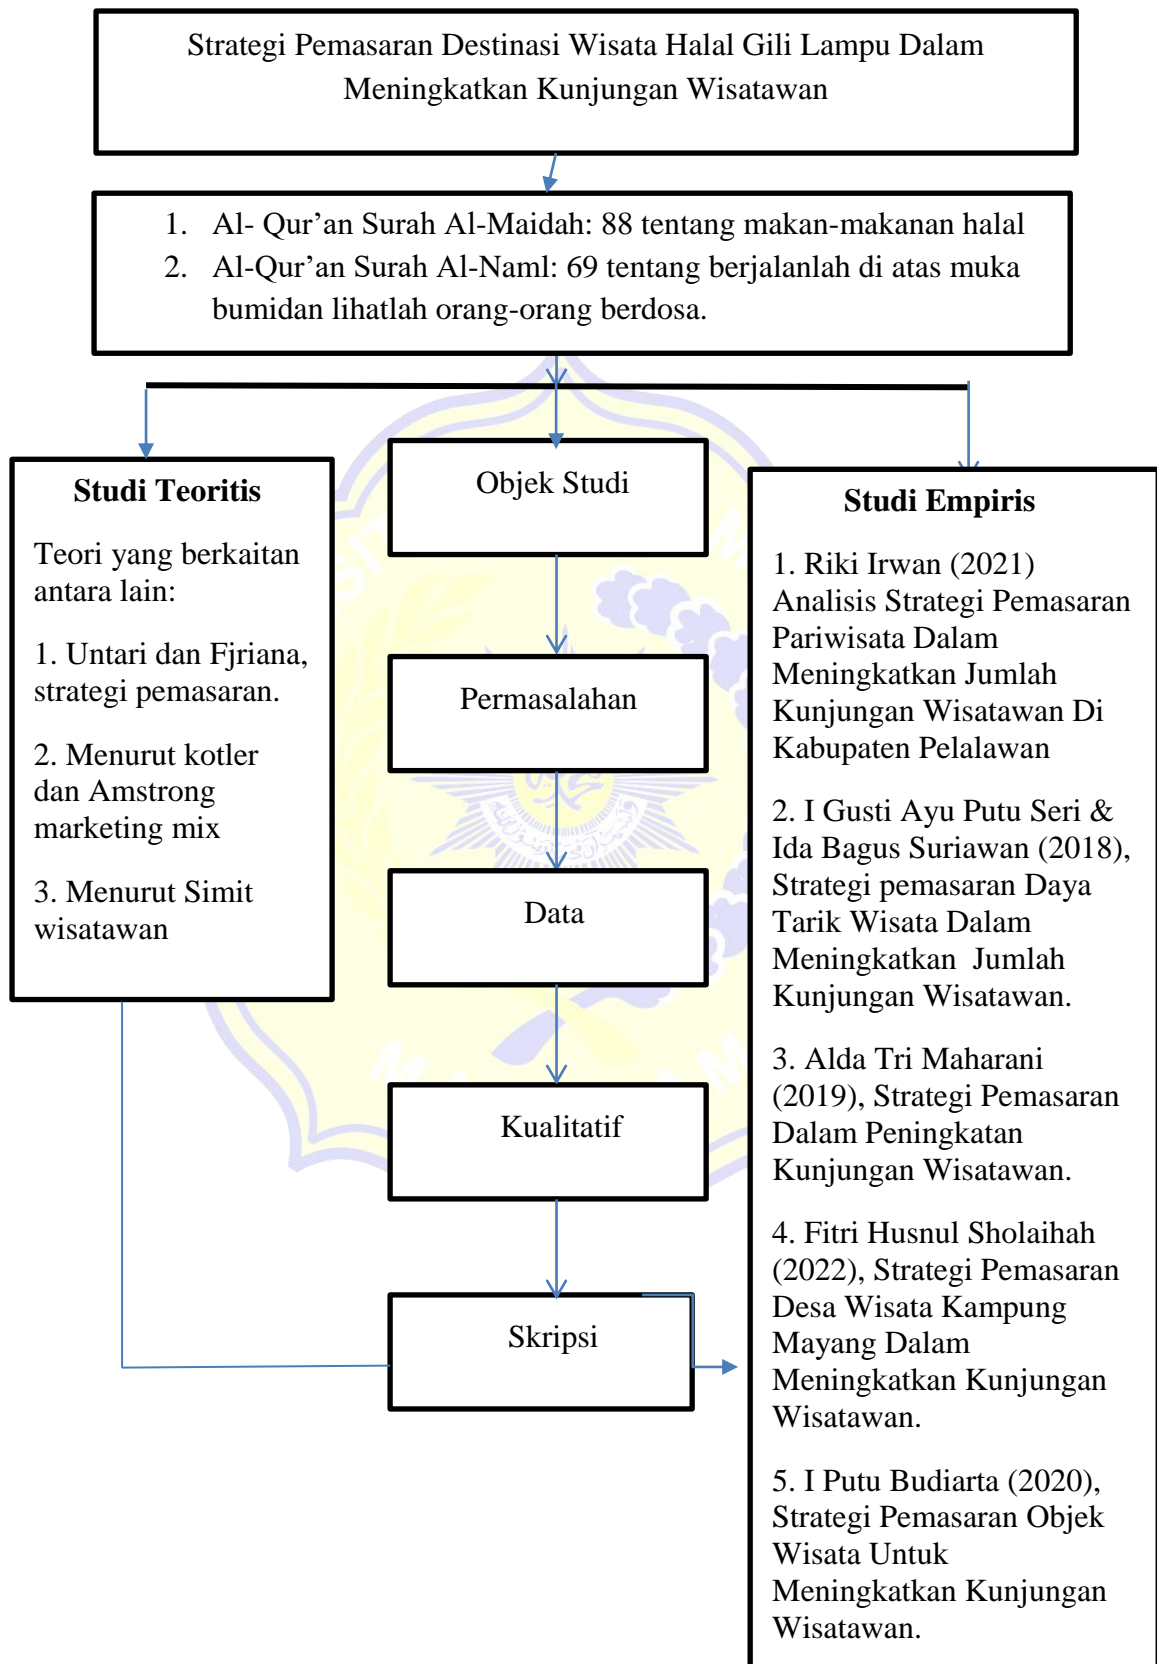 Strategi Pemasaran Destinasi Wisata Halal Gili Lampu Dalam
Meningkatkan Kunjungan Wisatawan
1. Al- Qur’an Surah Al-Maidah: 88 tentang makan-makanan halal
2. Al-Qur’an Surah Al-Naml: 69 tentang berjalanlah di atas muka
bumidan lihatlah orang-orang berdosa.
Studi Teoritis
Teori yang berkaitan
antara lain:
1. Untari dan Fjriana,
strategi pemasaran.
2. Menurut kotler
dan Amstrong
marketing mix
3. Menurut Simit
wisatawan
Objek Studi
Permasalahan
Data
Kualitatif
Skripsi
Studi Empiris
1. Riki Irwan (2021)
Analisis Strategi Pemasaran
Pariwisata Dalam
Meningkatkan Jumlah
Kunjungan Wisatawan Di
Kabupaten Pelalawan
2. I Gusti Ayu Putu Seri &
Ida Bagus Suriawan (2018),
Strategi pemasaran Daya
Tarik Wisata Dalam
Meningkatkan Jumlah
Kunjungan Wisatawan.
3. Alda Tri Maharani
(2019), Strategi Pemasaran
Dalam Peningkatan
Kunjungan Wisatawan.
4. Fitri Husnul Sholaihah
(2022), Strategi Pemasaran
Desa Wisata Kampung
Mayang Dalam
Meningkatkan Kunjungan
Wisatawan.
5. I Putu Budiarta (2020),
Strategi Pemasaran Objek
Wisata Untuk
Meningkatkan Kunjungan
Wisatawan.